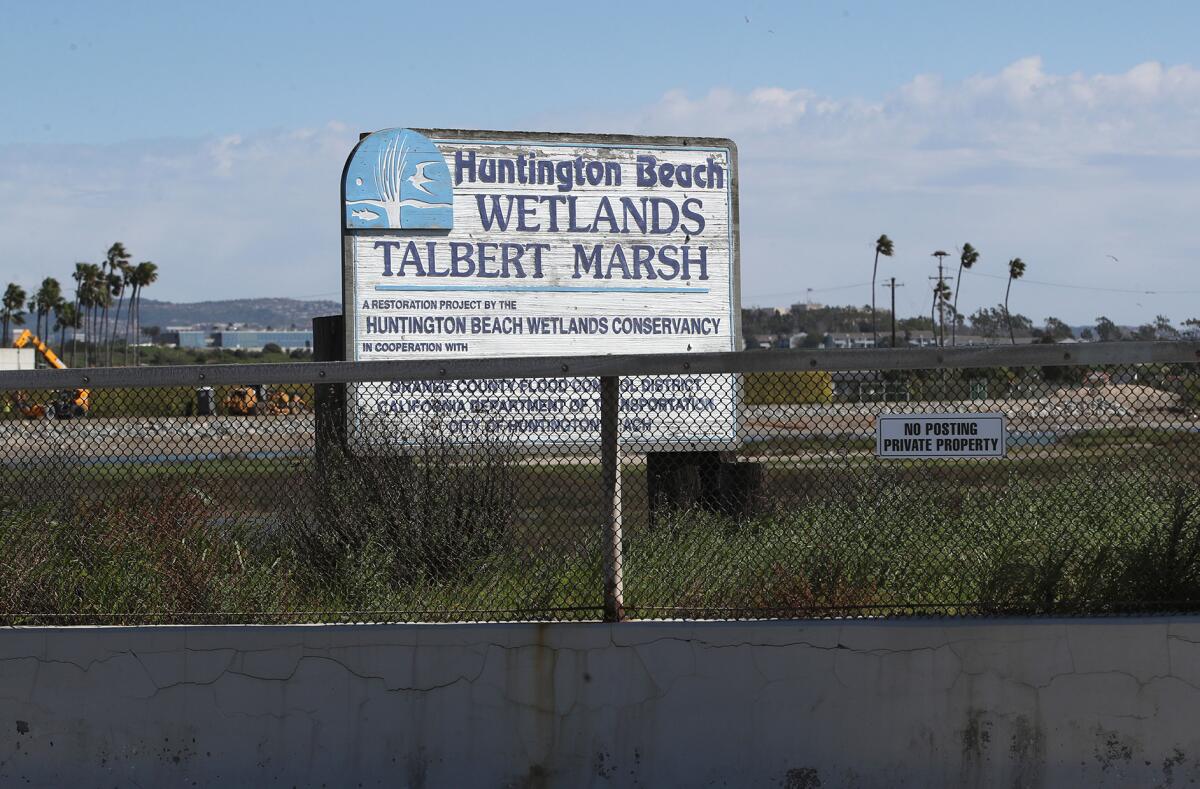 Huntington Beach
WETLANDS
TALBERT MARSH
A RESTORATION PROJECT BY THE
HUNTINGTON BEACH WETLANDS CONSERVANCY
IN COOPERATION WITH
ORANGE COUNTY FLOOD CONTROL DISTRICT
CALIFORNIA DEPARTMENT OF TRANSPORTATION
CITY OF HUNTINGTON BEACH
NO POSTING
PRIVATE PROPERTY